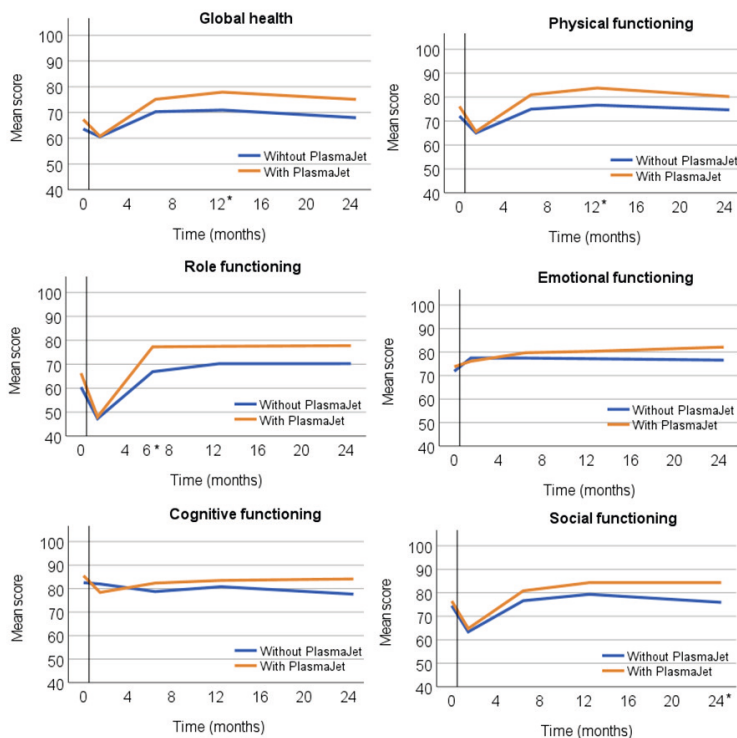 Global health
100
90
80
70
60
50
40
Mean score
Without PlasmaJet
With PlasmaJet
0 4 8 12* 16 20 24
Time (months)
Physical functioning
100
90
80
70
60
50
40
Mean score
Without PlasmaJet
With PlasmaJet
0 4 8 12* 16 20 24
Time (months)
Role functioning
100
90
80
70
60
50
40
Mean score
Without PlasmaJet
With PlasmaJet
0 4 6 * 8 12 16 20 24
Time (months)
Emotional functioning
100
90
80
70
60
50
40
Mean score
Without PlasmaJet
With PlasmaJet
0 4 8 12 16 20 24
Time (months)
Cognitive functioning
100
90
80
70
60
50
40
Mean score
Without PlasmaJet
With PlasmaJet
0 4 8 12 16 20 24
Time (months)
Social functioning
100
90
80
70
60
50
40
Mean score
Without PlasmaJet
With PlasmaJet
0 4 8 12 16 20 24*
Time (months)